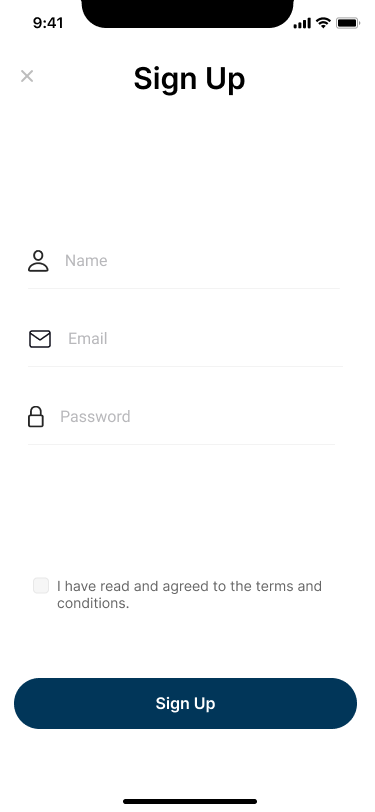 9:41
Sign Up
Name
Email
Password
I have read and agreed to the terms and
conditions.
Sign Up